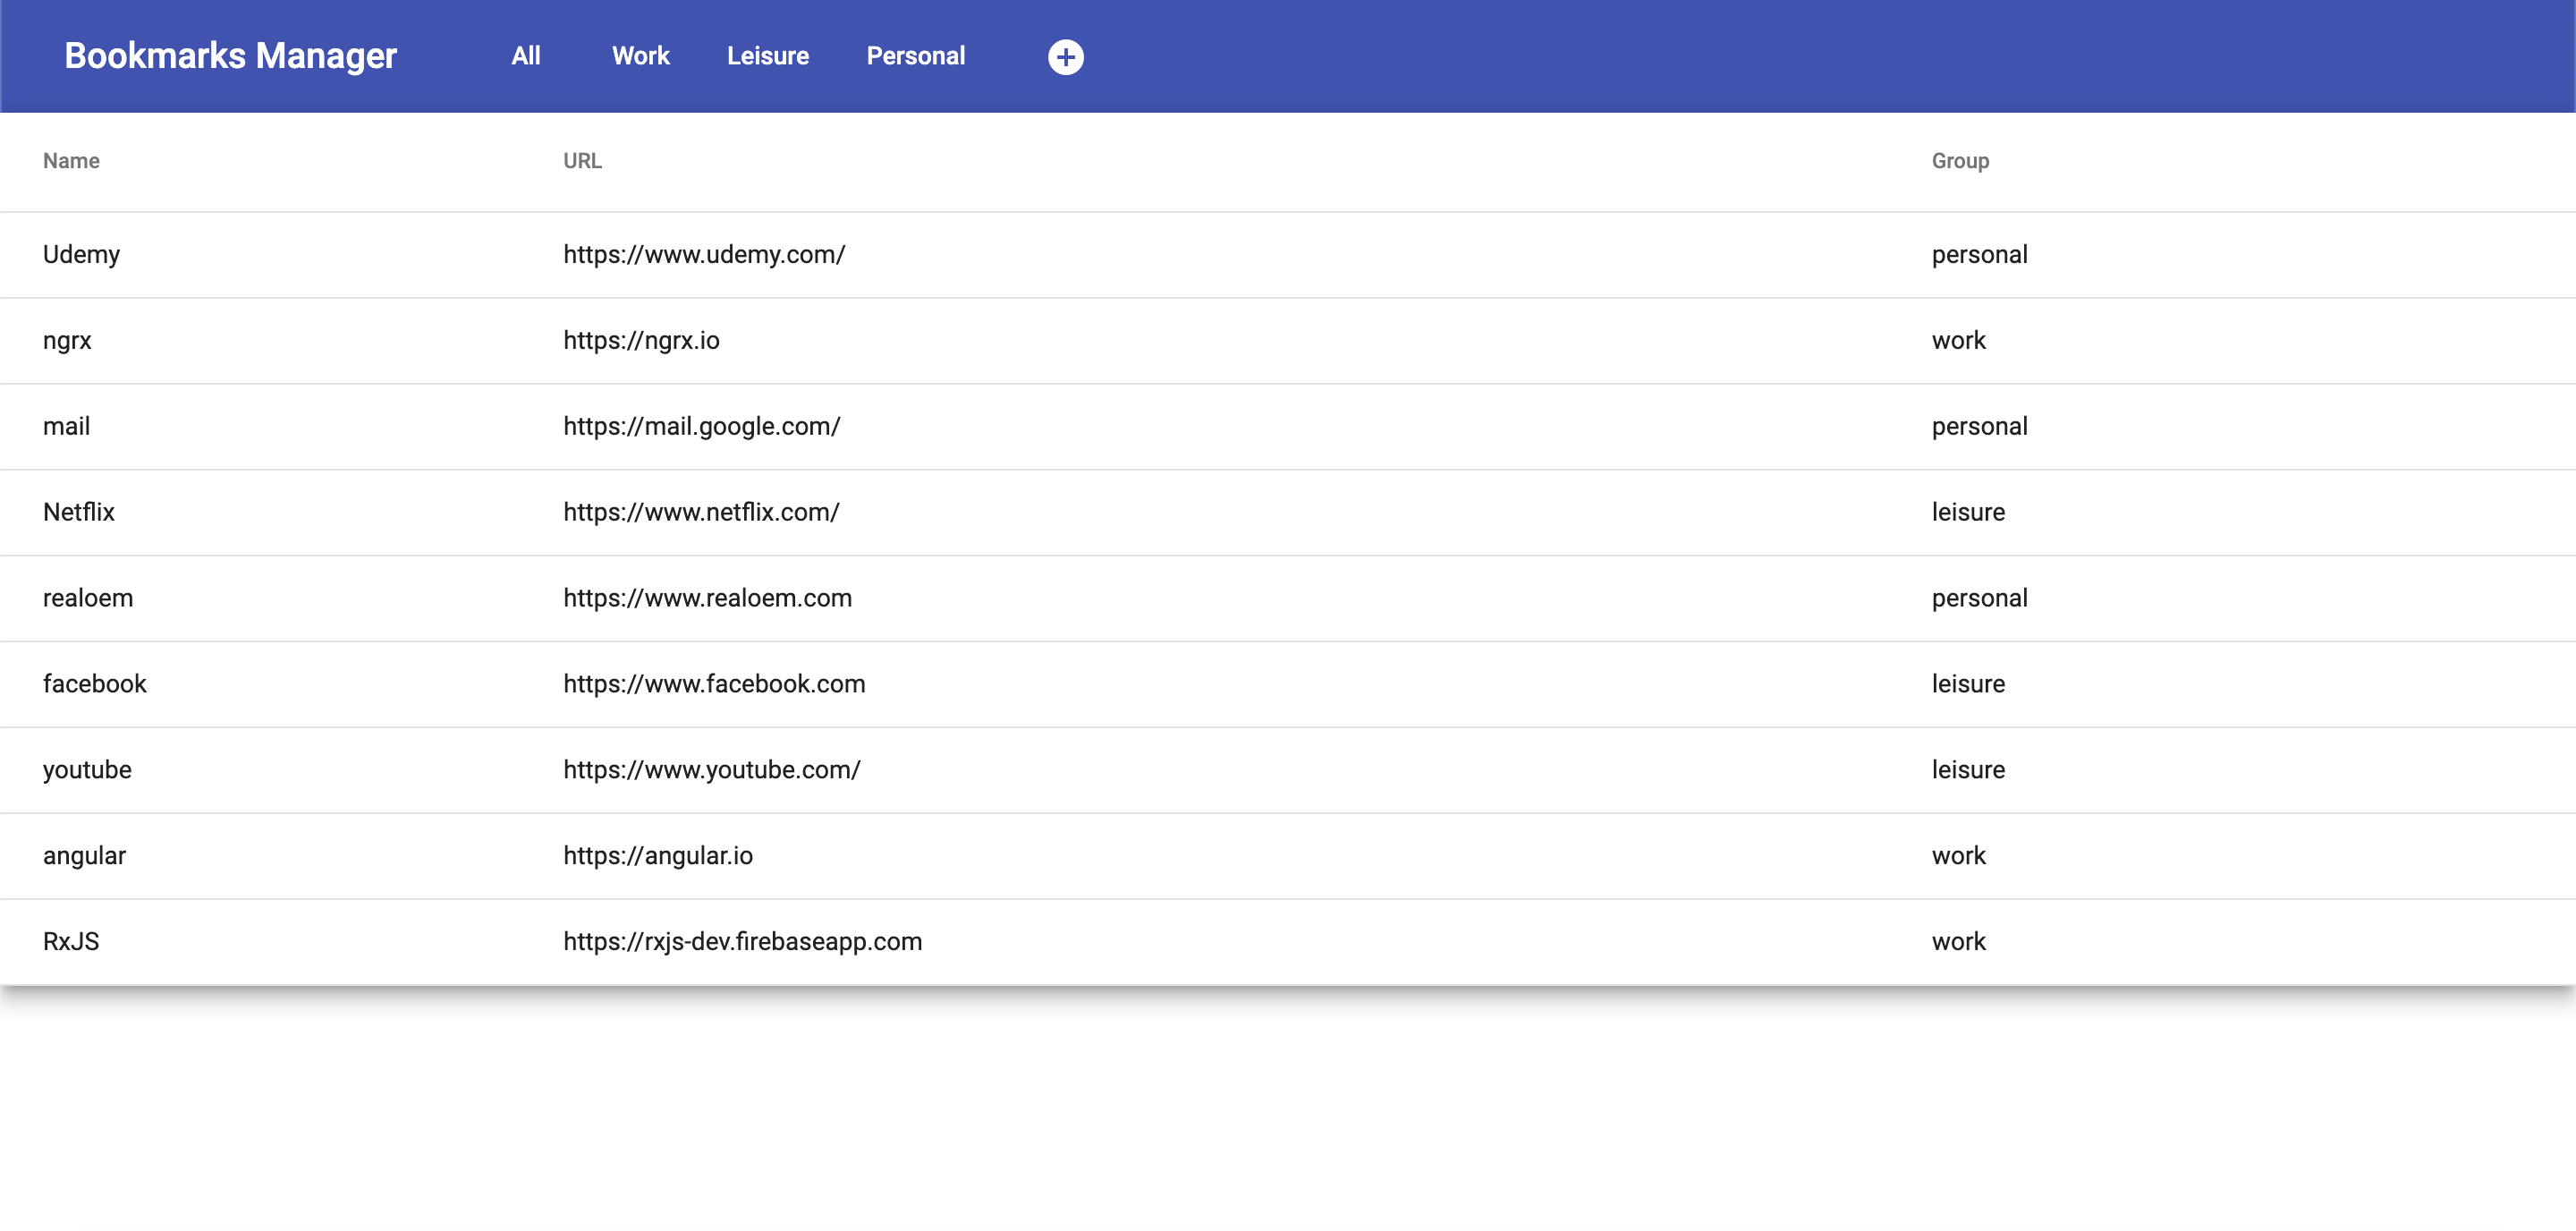 Bookmarks Manager All Work Leisure Personal
Name URL Group
Udemy https://www.udemy.com/ personal
ngrx https://ngrx.io work
mail https://mail.google.com/ personal
Netflix https://www.netflix.com/ leisure
realoem https://www.realoem.com personal
facebook https://www.facebook.com leisure
youtube https://www.youtube.com/ leisure
angular https://angular.io work
RxJS https://rxjs-dev.firebaseapp.com work